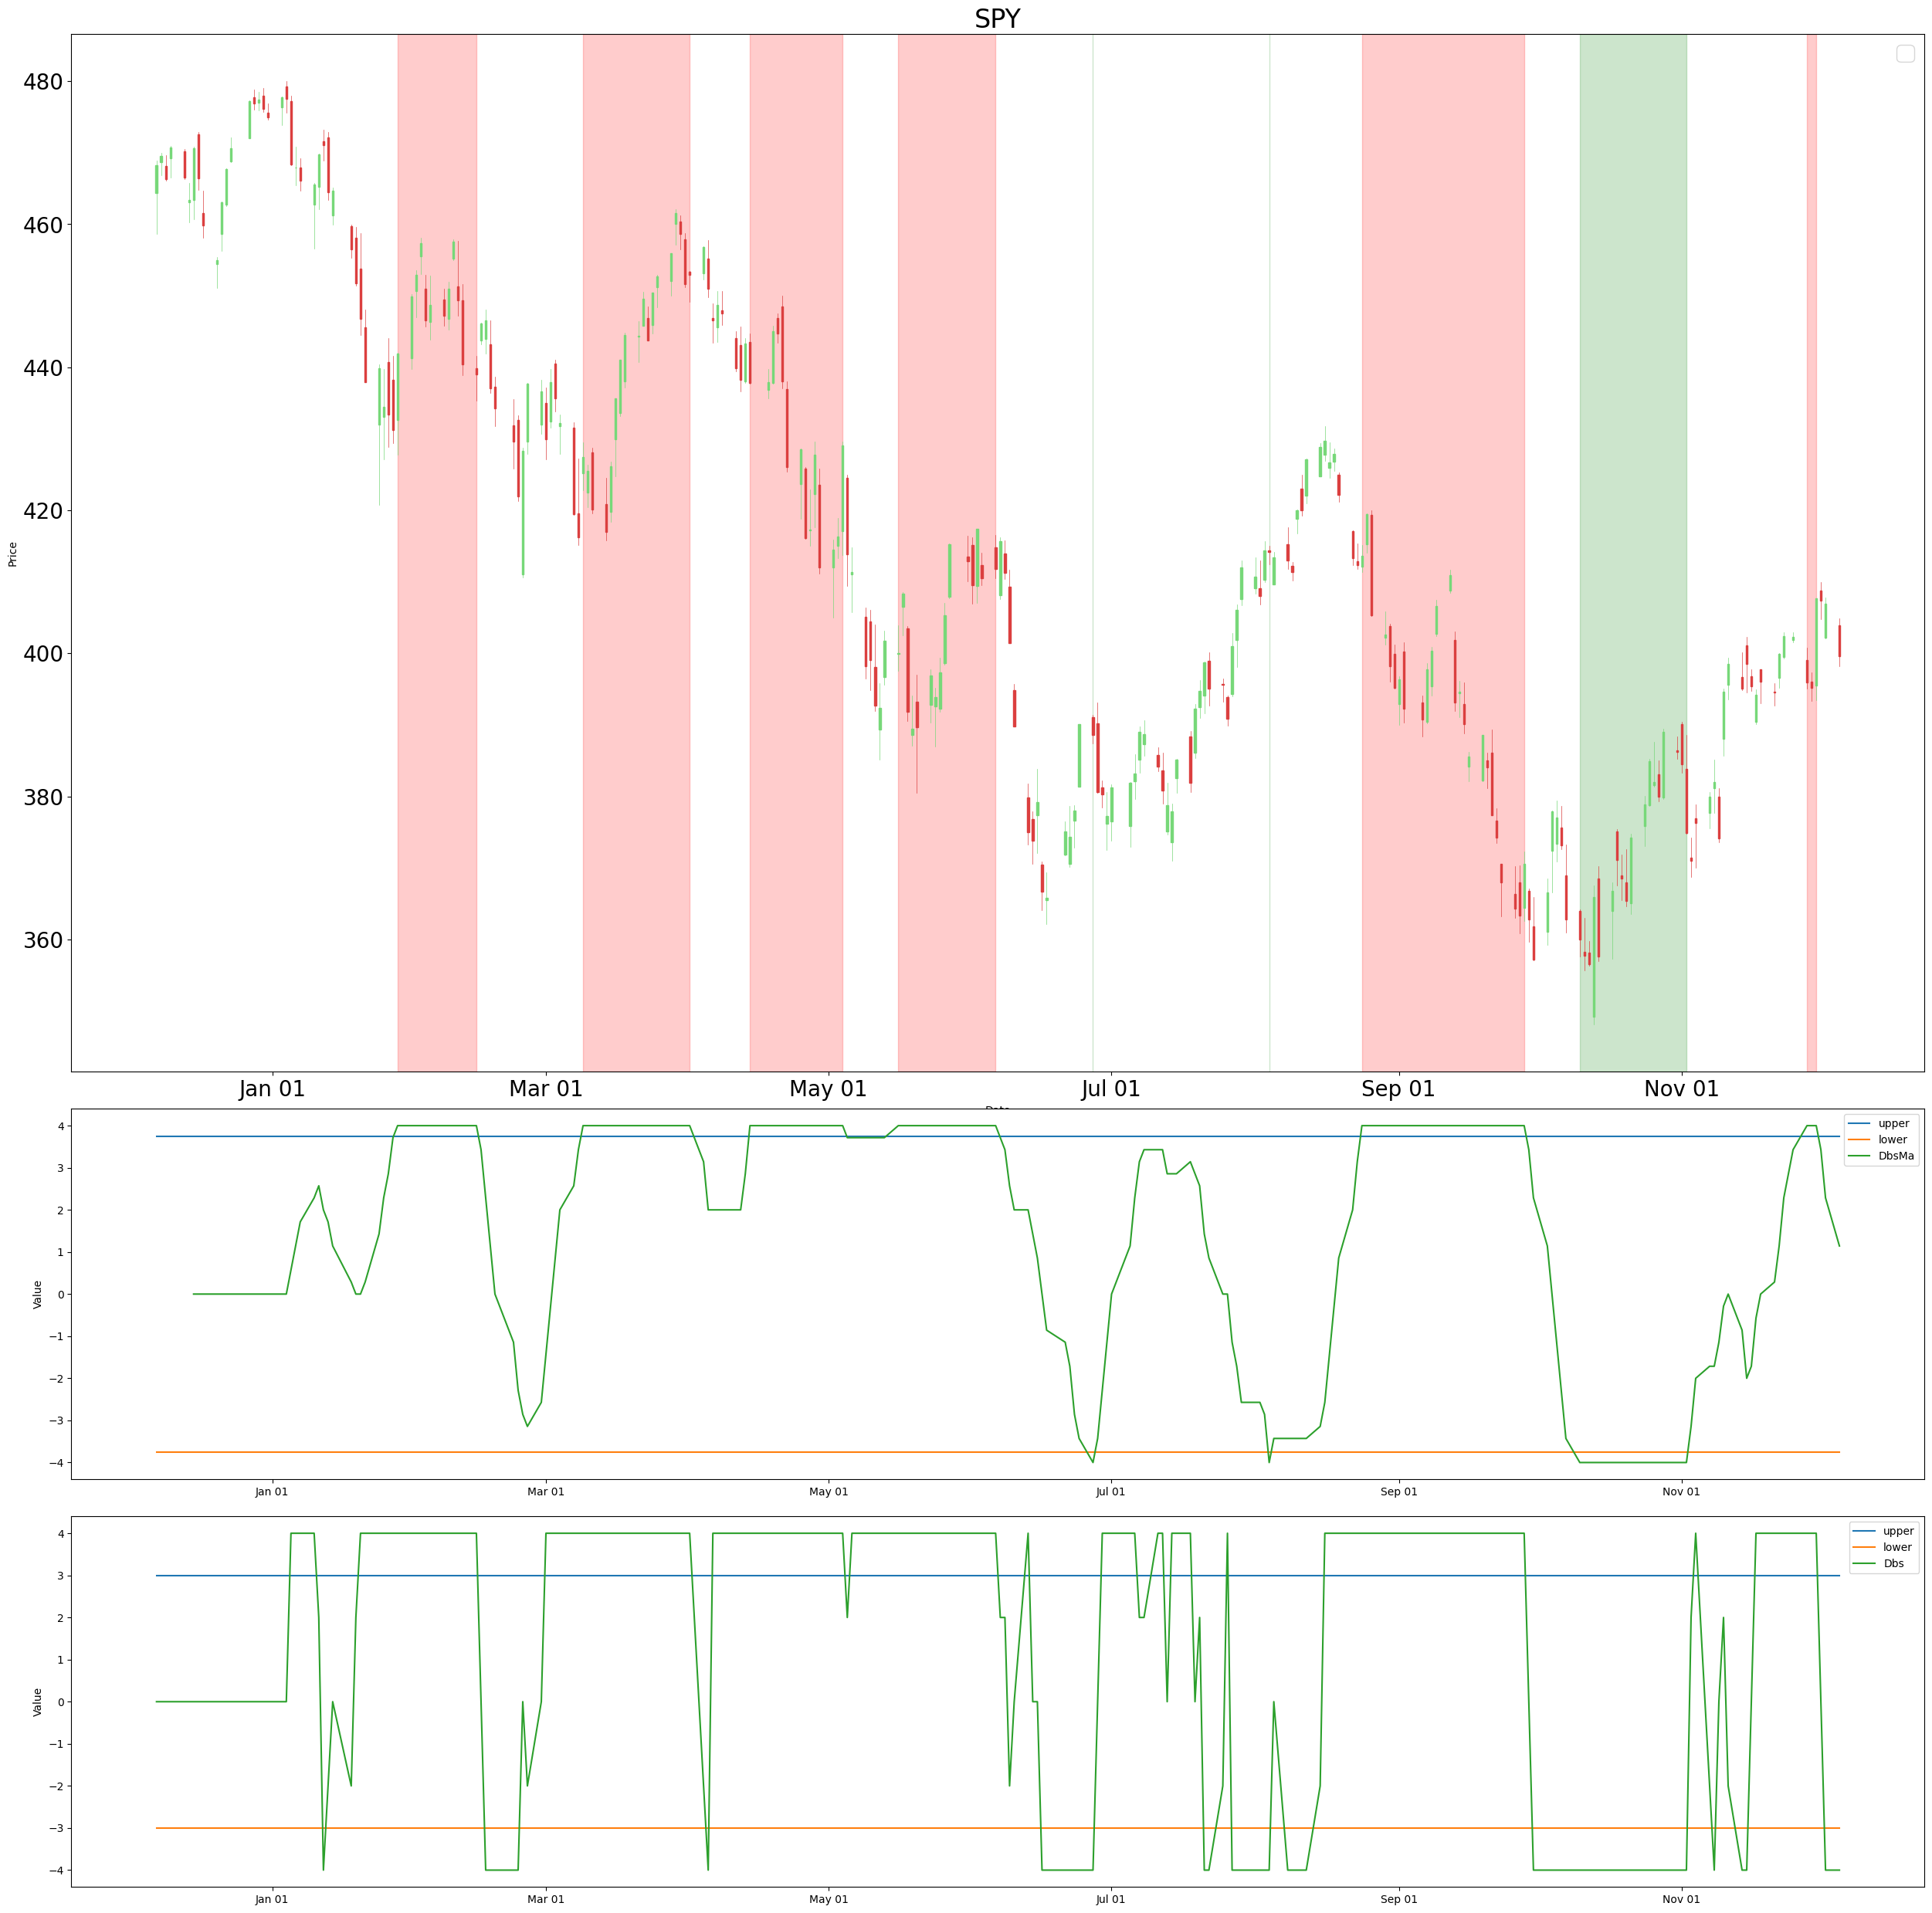 SPY
480
460
440
420
400
380
360
Price
Jan 01
Mar 01
May 01
Jul 01
Sep 01
Nov 01
4
3
2
1
0
−1
−2
−3
−4
Value
upper
lower
DbsMa
Jan 01
Mar 01
May 01
Jul 01
Sep 01
Nov 01
4
3
2
1
0
−1
−2
−3
−4
Value
upper
lower
Dbs
Jan 01
Mar 01
May 01
Jul 01
Sep 01
Nov 01